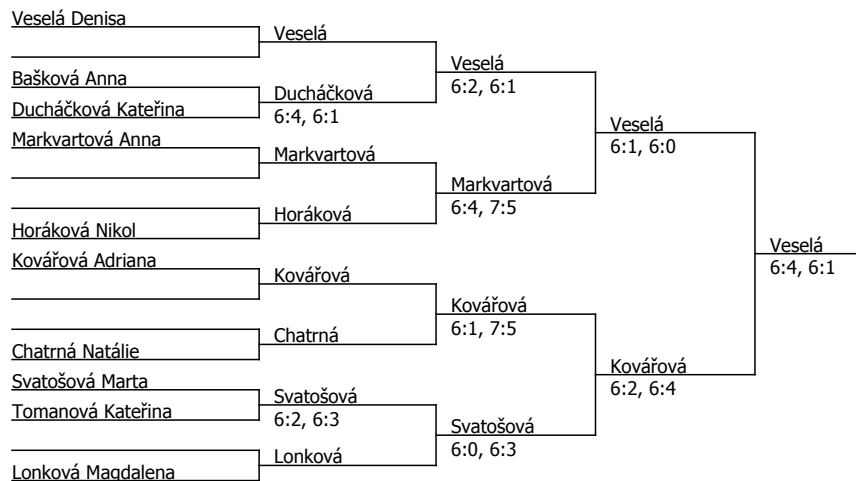 Veselá Denisa
Bašková Anna
Ducháčková Kateřina
Markvartová Anna
Horáková Nikol
Kovářová Adriana
Chatrná Natálie
Svatošová Marta
Tomanová Kateřina
Lonková Magdalena
Veselá
Ducháčková
6:4, 6:1
Markvartová
Horáková
Kovářová
Chatrná
Svatošová
6:2, 6:3
Lonková
Veselá
6:2, 6:1
Markvartová
6:4, 7:5
Kovářová
6:1, 7:5
Svatošová
6:0, 6:3
Veselá
6:1, 6:0
Kovářová
6:2, 6:4
Veselá
6:4, 6:1